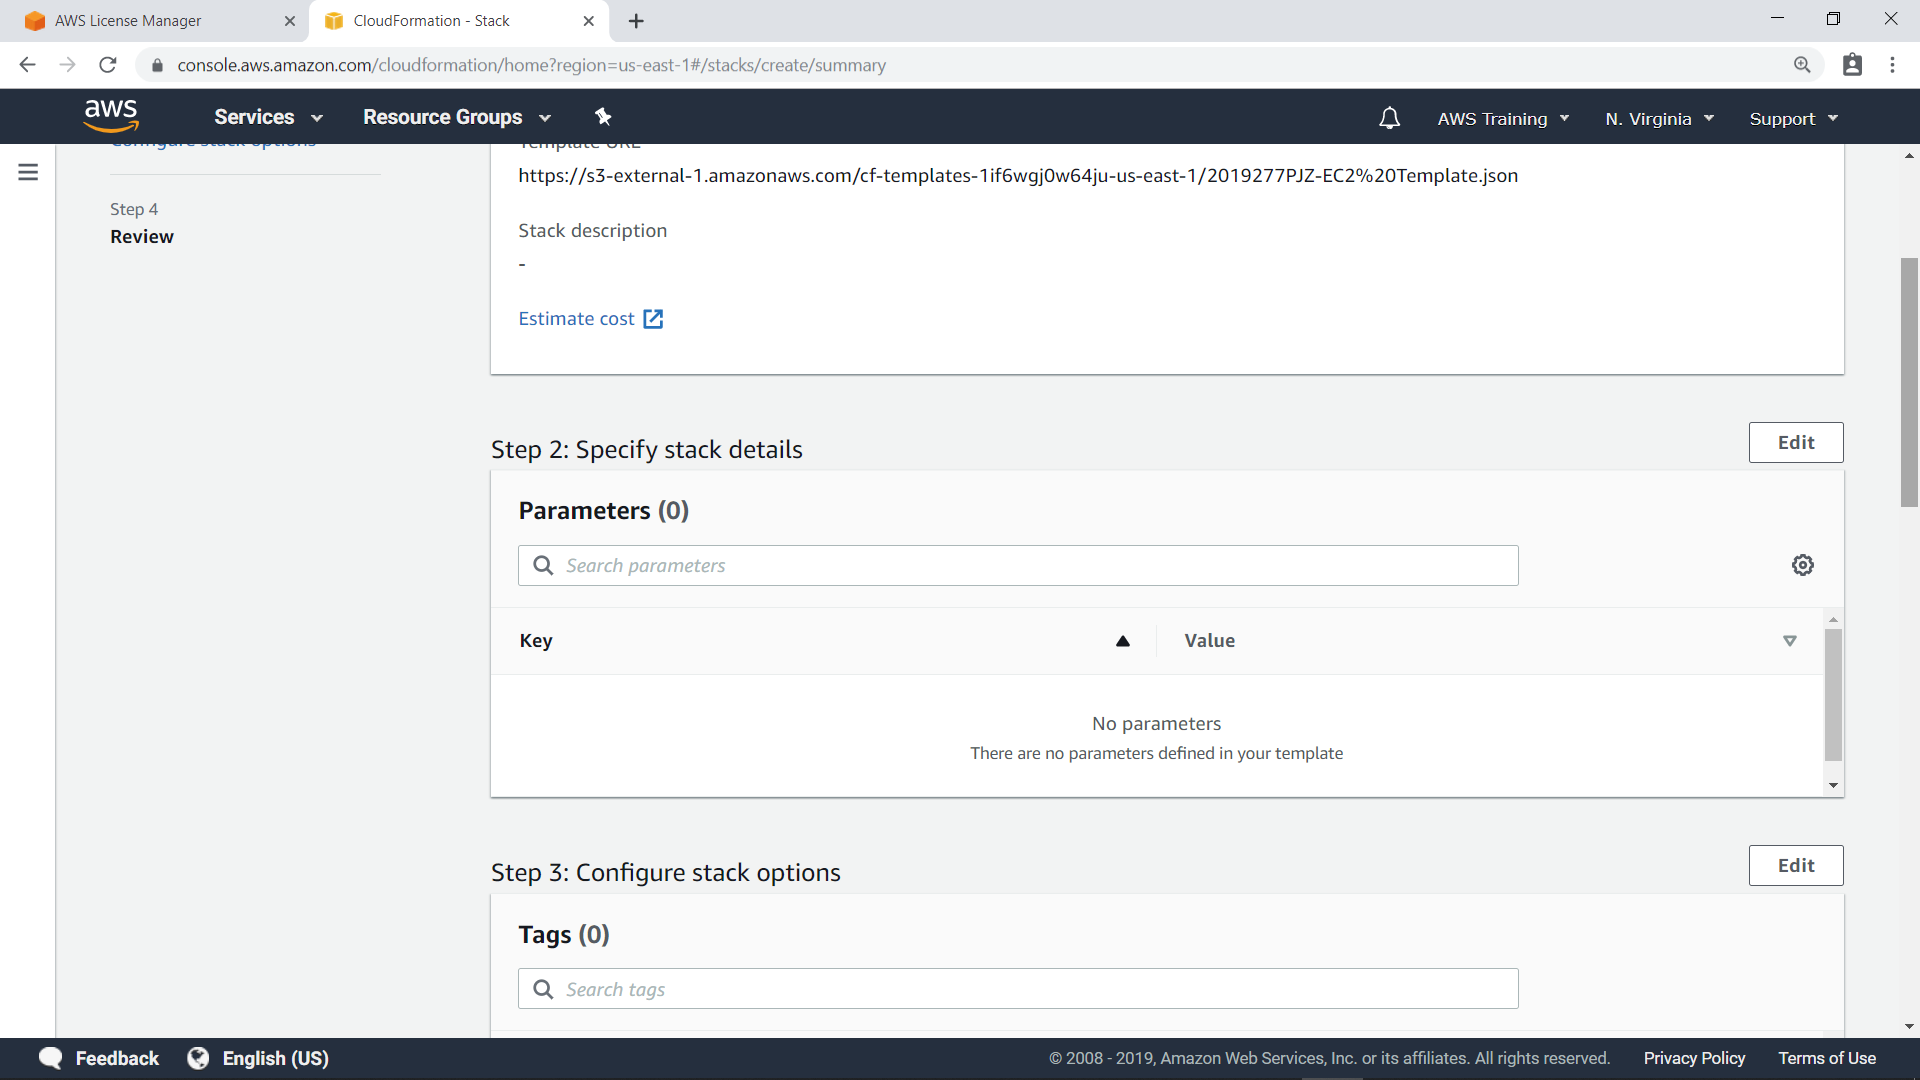 AWS License Manager
CloudFormation - Stack
console.aws.amazon.com/cloudformation/home?region=us-east-1#/stacks/create/summary
aws
Services
Resource Groups
AWS Training
N. Virginia
Support
Configure stack options
Step 4
Review
Template URL
https://s3-external-1.amazonaws.com/cf-templates-1if6wgj0w64ju-us-east-1/2019277PJZ-EC2%20Template.json
Stack description
-
Estimate cost
Step 2: Specify stack details
Edit
Parameters (0)
Search parameters
Key
Value
No parameters
There are no parameters defined in your template
Step 3: Configure stack options
Edit
Tags (0)
Search tags
Feedback
English (US)
© 2008 - 2019, Amazon Web Services, Inc. or its affiliates. All rights reserved.
Privacy Policy
Terms of Use